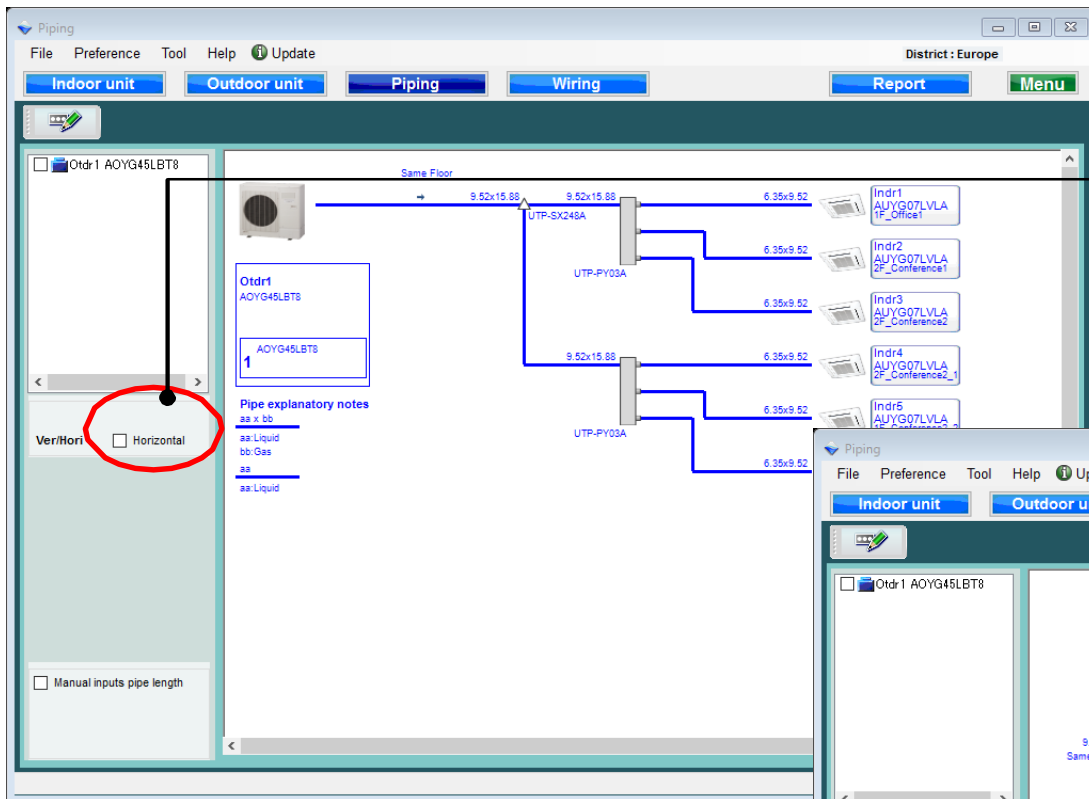 Piping
File Preference Tool Help Update District : Europe
Indoor unit Outdoor unit Piping Wiring Report Menu
Otdr1 AOYG45LBT8
Ver/Hori Horizontal
Manual inputs pipe length
Same Floor
9.52x15.88 9.52x15.88 6.35x9.52
UTP-SX248A
UTP-PY03A
Indr1
AUYG07LVLA
1F_Office1
6.35x9.52
Indr2
AUYG07LVLA
2F_Conference1
6.35x9.52
Indr3
AUYG07LVLA
2F_Conference2
9.52x15.88 6.35x9.52
Indr4
AUYG07LVLA
2F_Conference2_1
6.35x9.52
Indr5
AUYG07LVLA
UTP-PY03A
6.35x9.52
Otdr1
AOYG45LBT8
AOYG45LBT8
1
Pipe explanatory notes
aa x bb
aa:Liquid
bb:Gas
aa
aa:Liquid
Piping
File Preference Tool Help Up
Indoor unit Outdoor u
Otdr1 AOYG45LBT8
9
Same